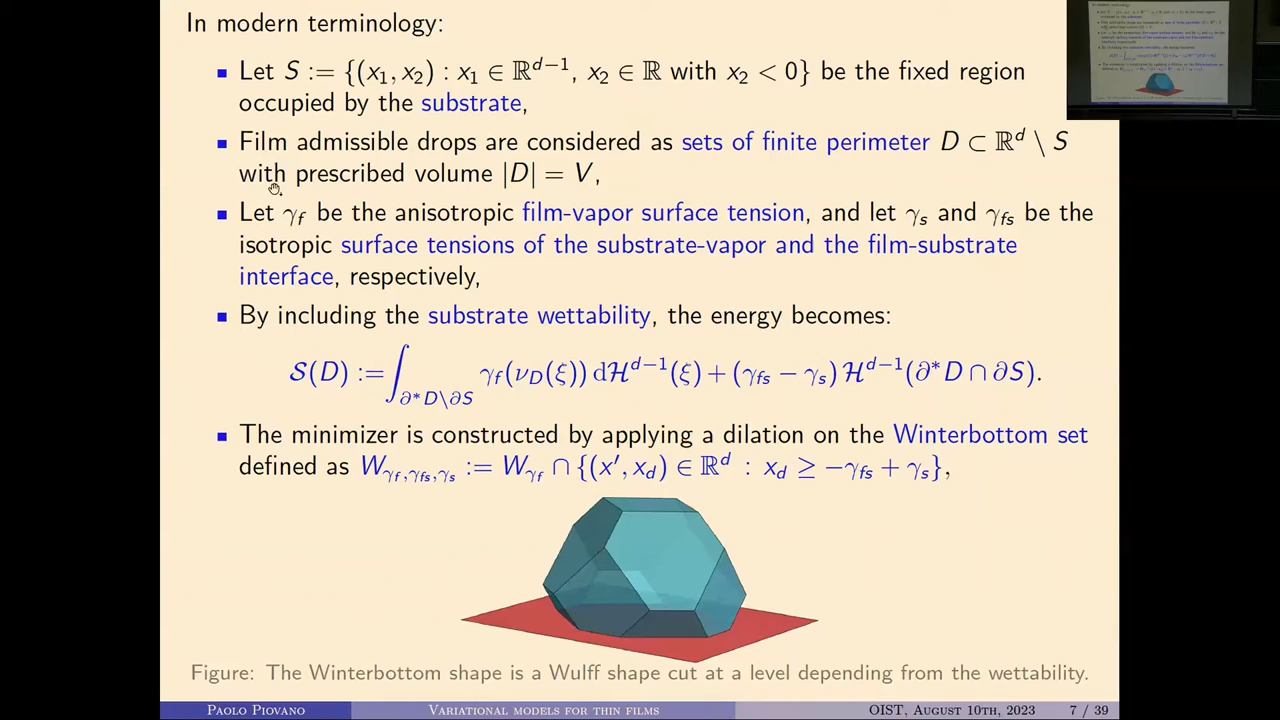 In modern terminology:
▪ Let S := {(x₁, x₂) : x₁ ∈ ℝᵈ⁻¹, x₂ ∈ ℝ with x₂ < 0} be the fixed region
occupied by the substrate,
▪ Film admissible drops are considered as sets of finite perimeter D ⊂ ℝᵈ \ S
with prescribed volume |D| = V,
▪ Let γ_f be the anisotropic film-vapor surface tension, and let γ_s and γ_fs be the
isotropic surface tensions of the substrate-vapor and the film-substrate
interface, respectively,
▪ By including the substrate wettability, the energy becomes:
𝒮(D) := ∫_{∂*D\∂S} γ_f(ν_D(ξ)) dℋᵈ⁻¹(ξ) + (γ_fs − γ_s) ℋᵈ⁻¹(∂*D ∩ ∂S).
▪ The minimizer is constructed by applying a dilation on the Winterbottom set
defined as W_{γ_f,γ_fs,γ_s} := W_{γ_f} ∩ {(x′, x_d) ∈ ℝᵈ : x_d ≥ −γ_fs + γ_s},
Figure: The Winterbottom shape is a Wulff shape cut at a level depending from the wettability.
Paolo Piovano Variational models for thin films OIST, August 10th, 2023 7 / 39